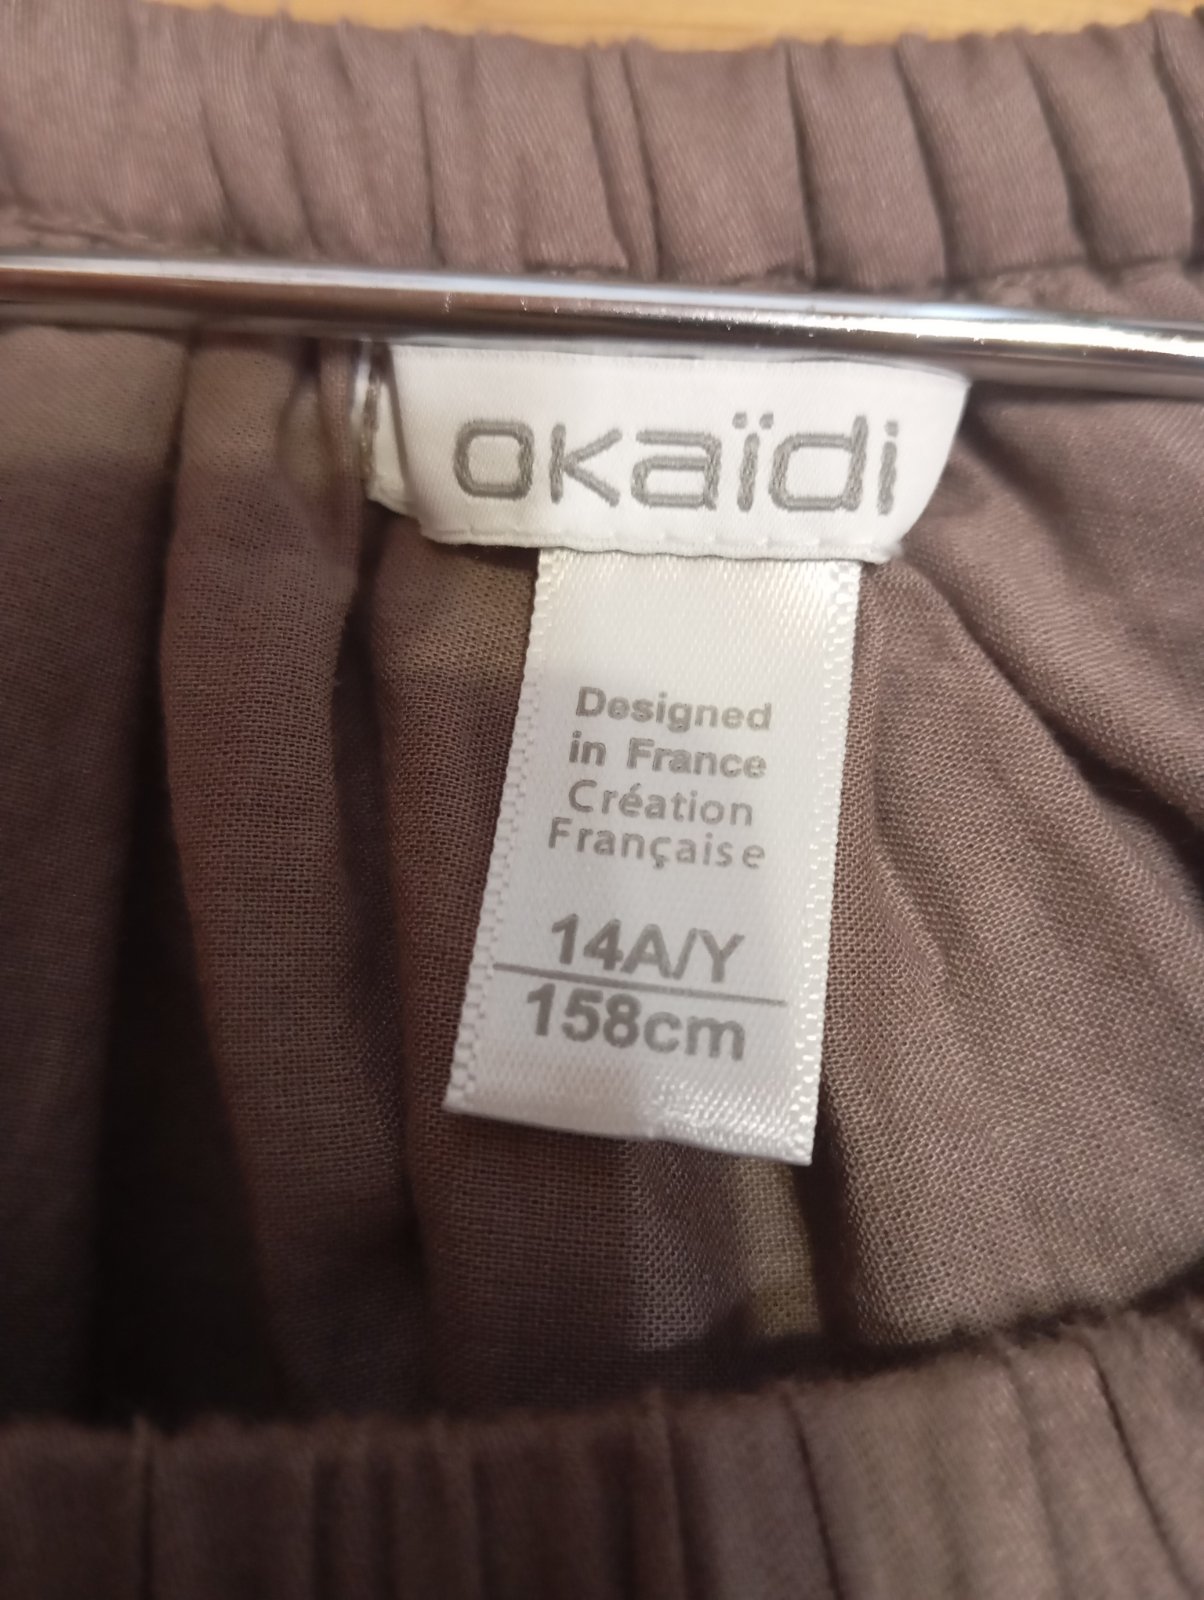 okaïdi
Designed
in France
Création
Française
14A/Y
158cm